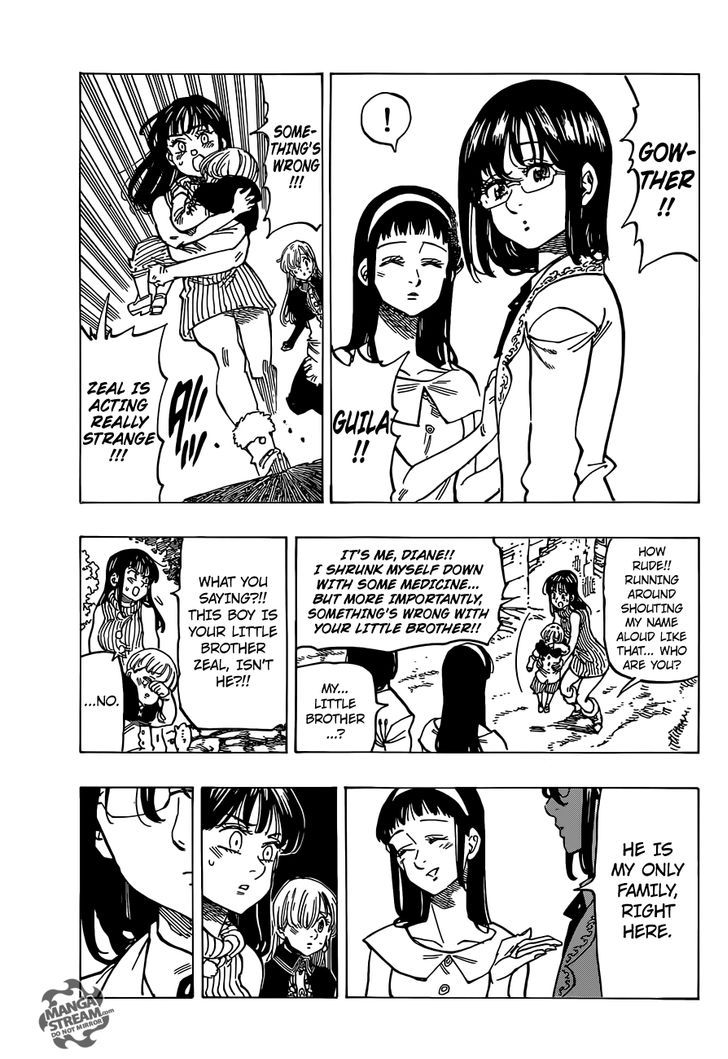 GOW-
THER
!!
!
GUILA
!!
SOME-
THING'S
WRONG
!!!
ZEAL IS
ACTING
REALLY
STRANGE
!!!
ダッ
HOW
RUDE!!
RUNNING
AROUND
SHOUTING
MY NAME
ALOUD LIKE
THAT... WHO
ARE YOU?
IT'S ME, DIANE!!
I SHRUNK MYSELF DOWN
WITH SOME MEDICINE...
BUT MORE IMPORTANTLY,
SOMETHING'S WRONG WITH
YOUR LITTLE BROTHER!!
MY...
LITTLE
BROTHER
...?
WHAT YOU
SAYING?!!
THIS BOY IS
YOUR LITTLE
BROTHER
ZEAL, ISN'T
HE?!!
...NO.
HE IS
MY ONLY
FAMILY,
RIGHT
HERE.
MANGA
STREAM.com
DO NOT MIRROR